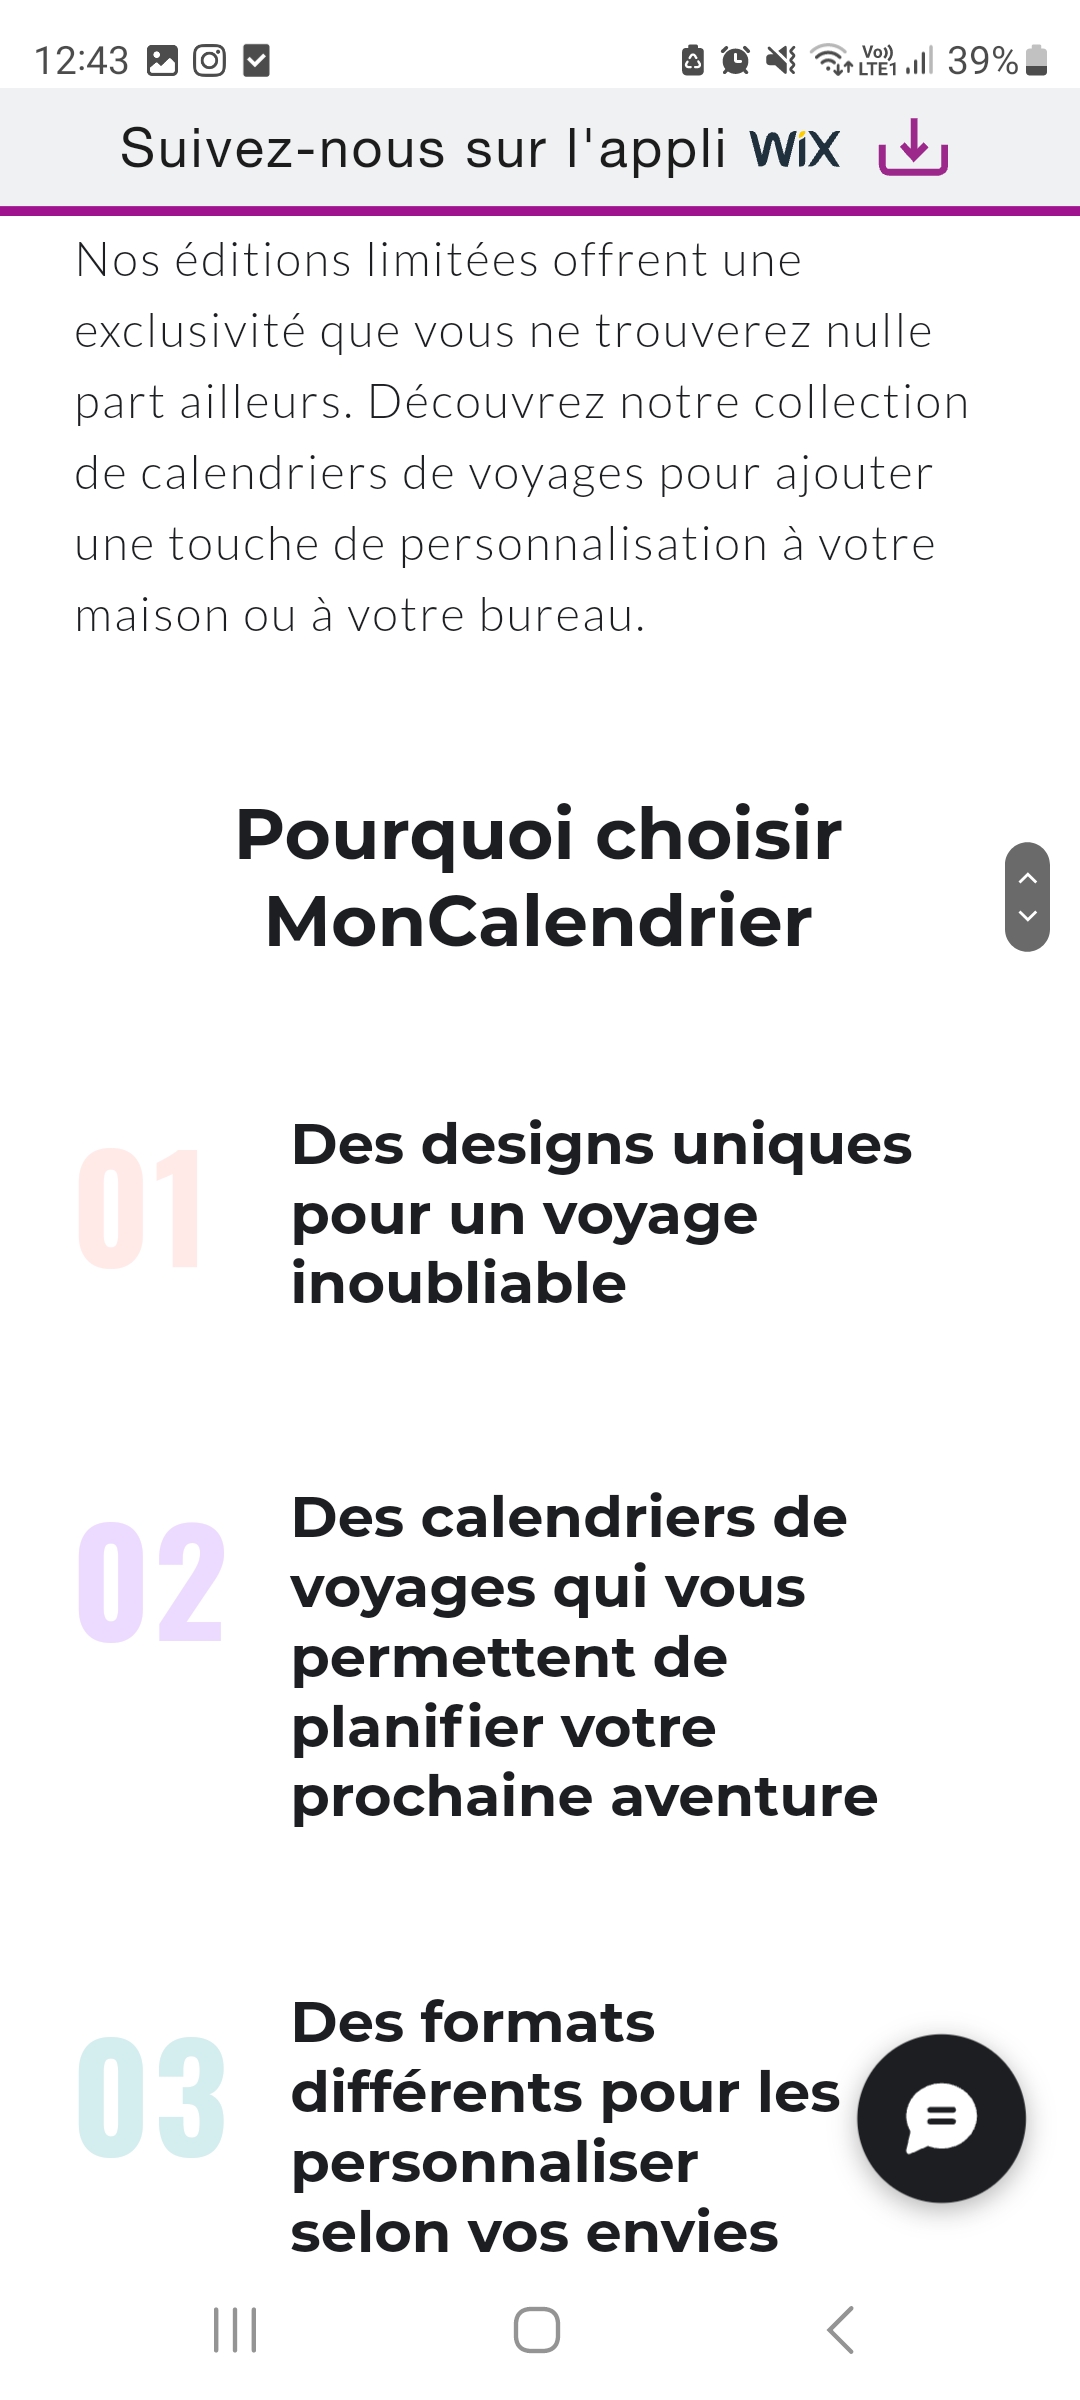 12:43
Vo)) LTE1 39%
Suivez-nous sur l'appli WiX
Nos éditions limitées offrent une
exclusivité que vous ne trouverez nulle
part ailleurs. Découvrez notre collection
de calendriers de voyages pour ajouter
une touche de personnalisation à votre
maison ou à votre bureau.
Pourquoi choisir
MonCalendrier
01
Des designs uniques
pour un voyage
inoubliable
02
Des calendriers de
voyages qui vous
permettent de
planifier votre
prochaine aventure
03
Des formats
différents pour les
personnaliser
selon vos envies